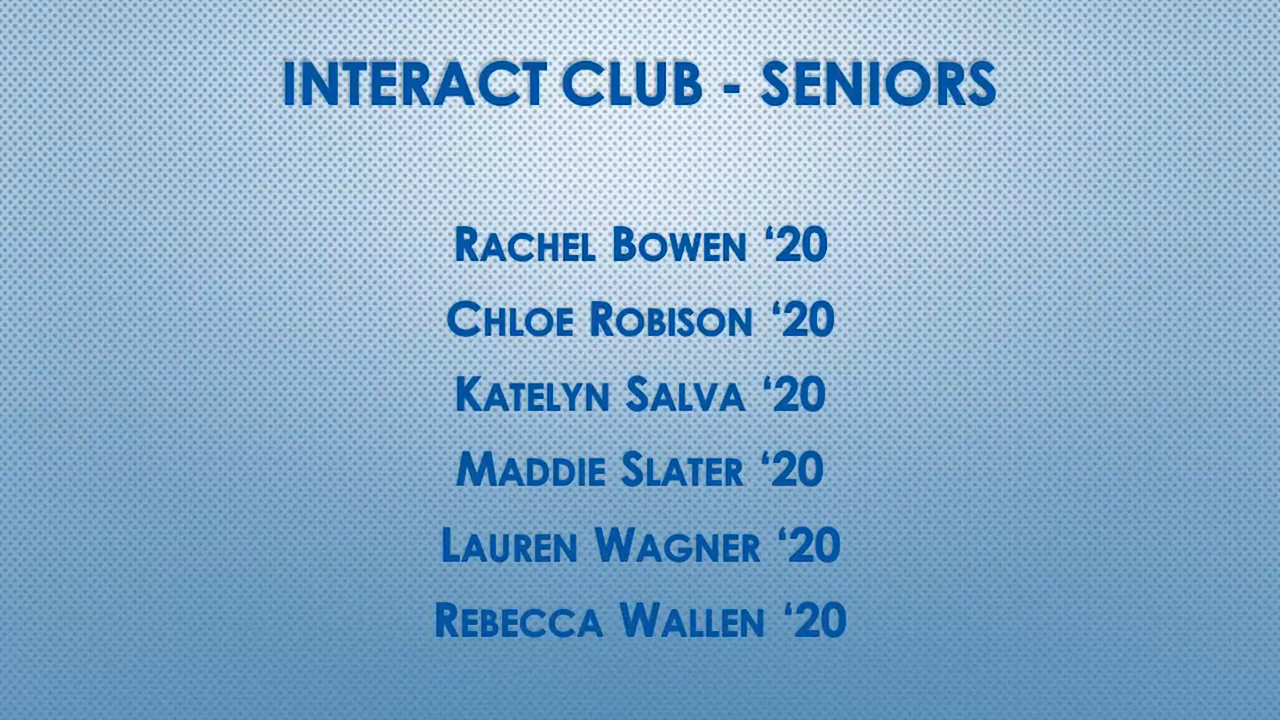 INTERACT CLUB - SENIORS
RACHEL BOWEN ‘20
CHLOE ROBISON ‘20
KATELYN SALVA ‘20
MADDIE SLATER ‘20
LAUREN WAGNER ‘20
REBECCA WALLEN ‘20